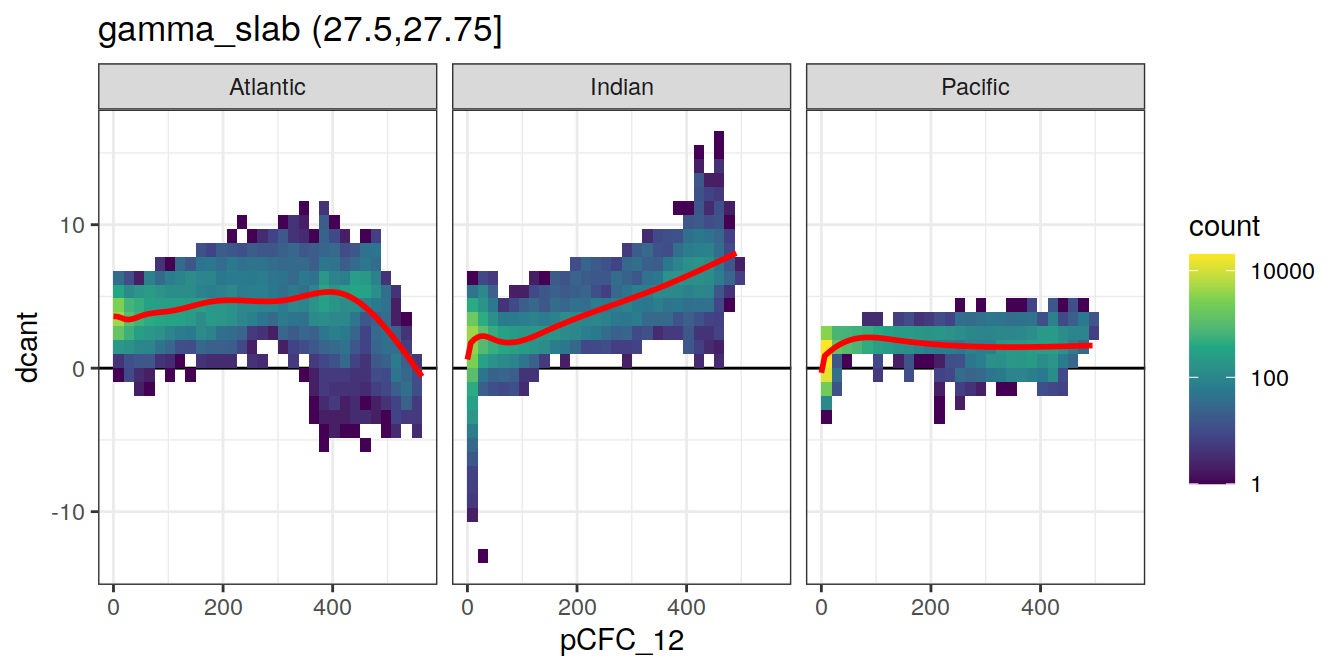 gamma_slab (27.5,27.75]
Atlantic
Indian
Pacific
dcant
10
0
-10
0 200 400
0 200 400
0 200 400
pCFC_12
count
10000
100
1